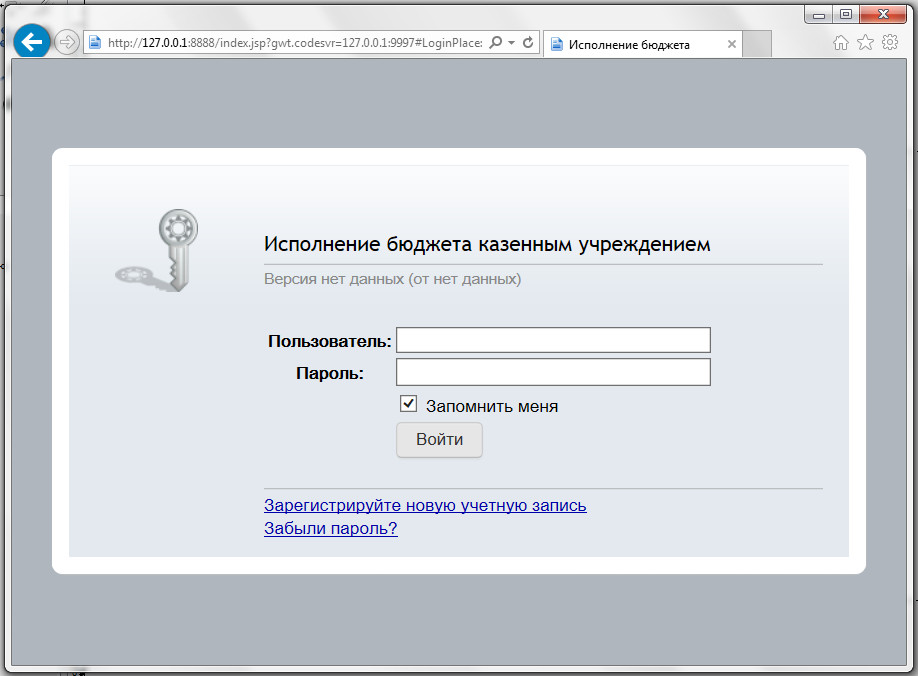 http://127.0.0.1:8888/index.jsp?gwt.codesvr=127.0.0.1:9997#LoginPlace:
Исполнение бюджета
Исполнение бюджета казенным учреждением
Версия нет данных (от нет данных)
Пользователь:
Пароль:
Запомнить меня
Войти
Зарегистрируйте новую учетную запись
Забыли пароль?